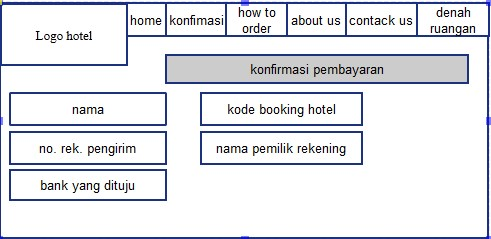 Logo hotel
home
konfimasi
how to
order
about us
contack us
denah
ruangan
konfirmasi pembayaran
nama
kode booking hotel
no. rek. pengirim
nama pemilik rekening
bank yang dituju